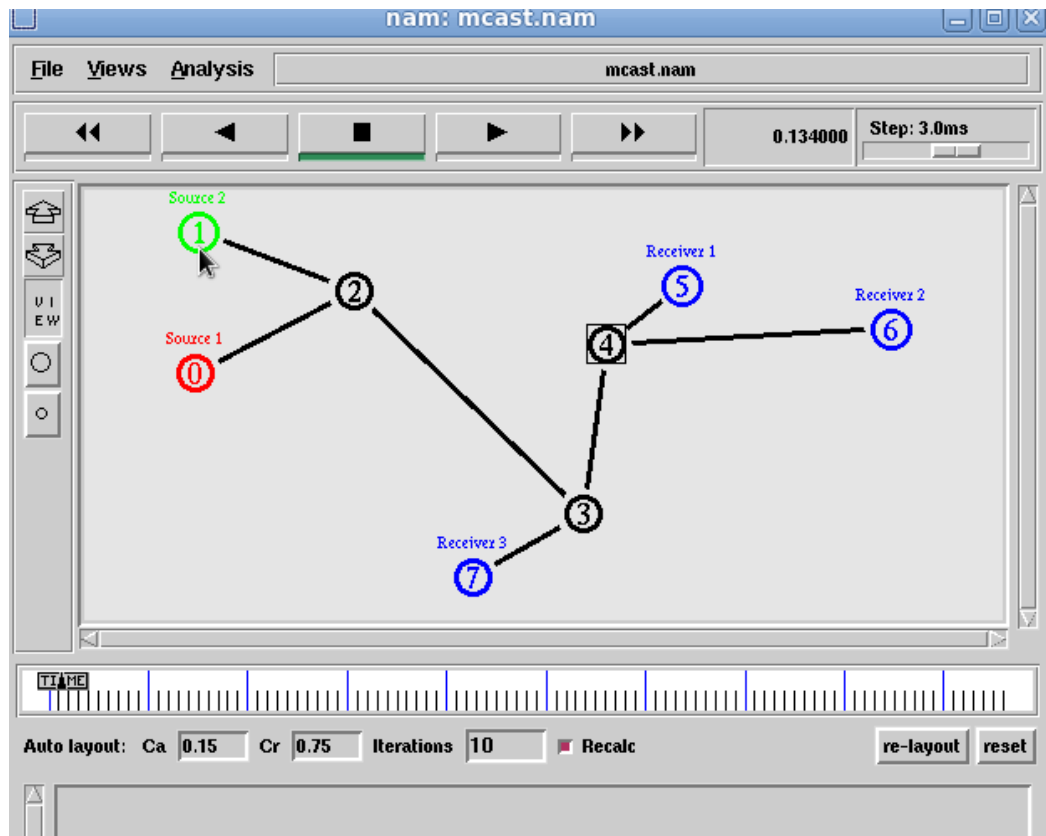 nam: mcast.nam
File Views Analysis mcast.nam
0.134000 Step: 3.0ms
VI
EW
Source 2
1
Receiver 1
2
5
Receiver 2
Source 1
4
6
0
3
Receiver 3
7
TIME
Auto layout: Ca 0.15 Cr 0.75 Iterations 10 Recalc re-layout reset